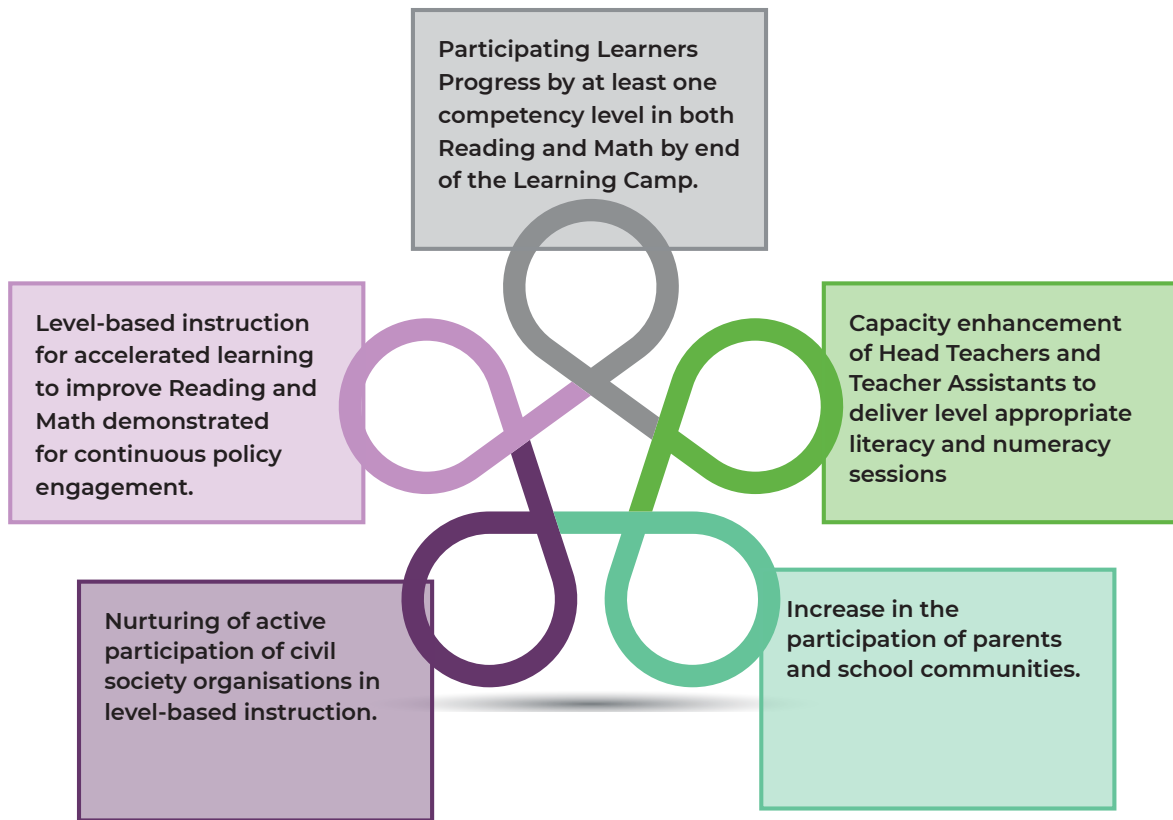 Participating Learners
Progress by at least one
competency level in both
Reading and Math by end
of the Learning Camp.
Level-based instruction
for accelerated learning
to improve Reading and
Math demonstrated
for continuous policy
engagement.
Capacity enhancement
of Head Teachers and
Teacher Assistants to
deliver level appropriate
literacy and numeracy
sessions
Nurturing of active
participation of civil
society organisations in
level-based instruction.
Increase in the
participation of parents
and school communities.